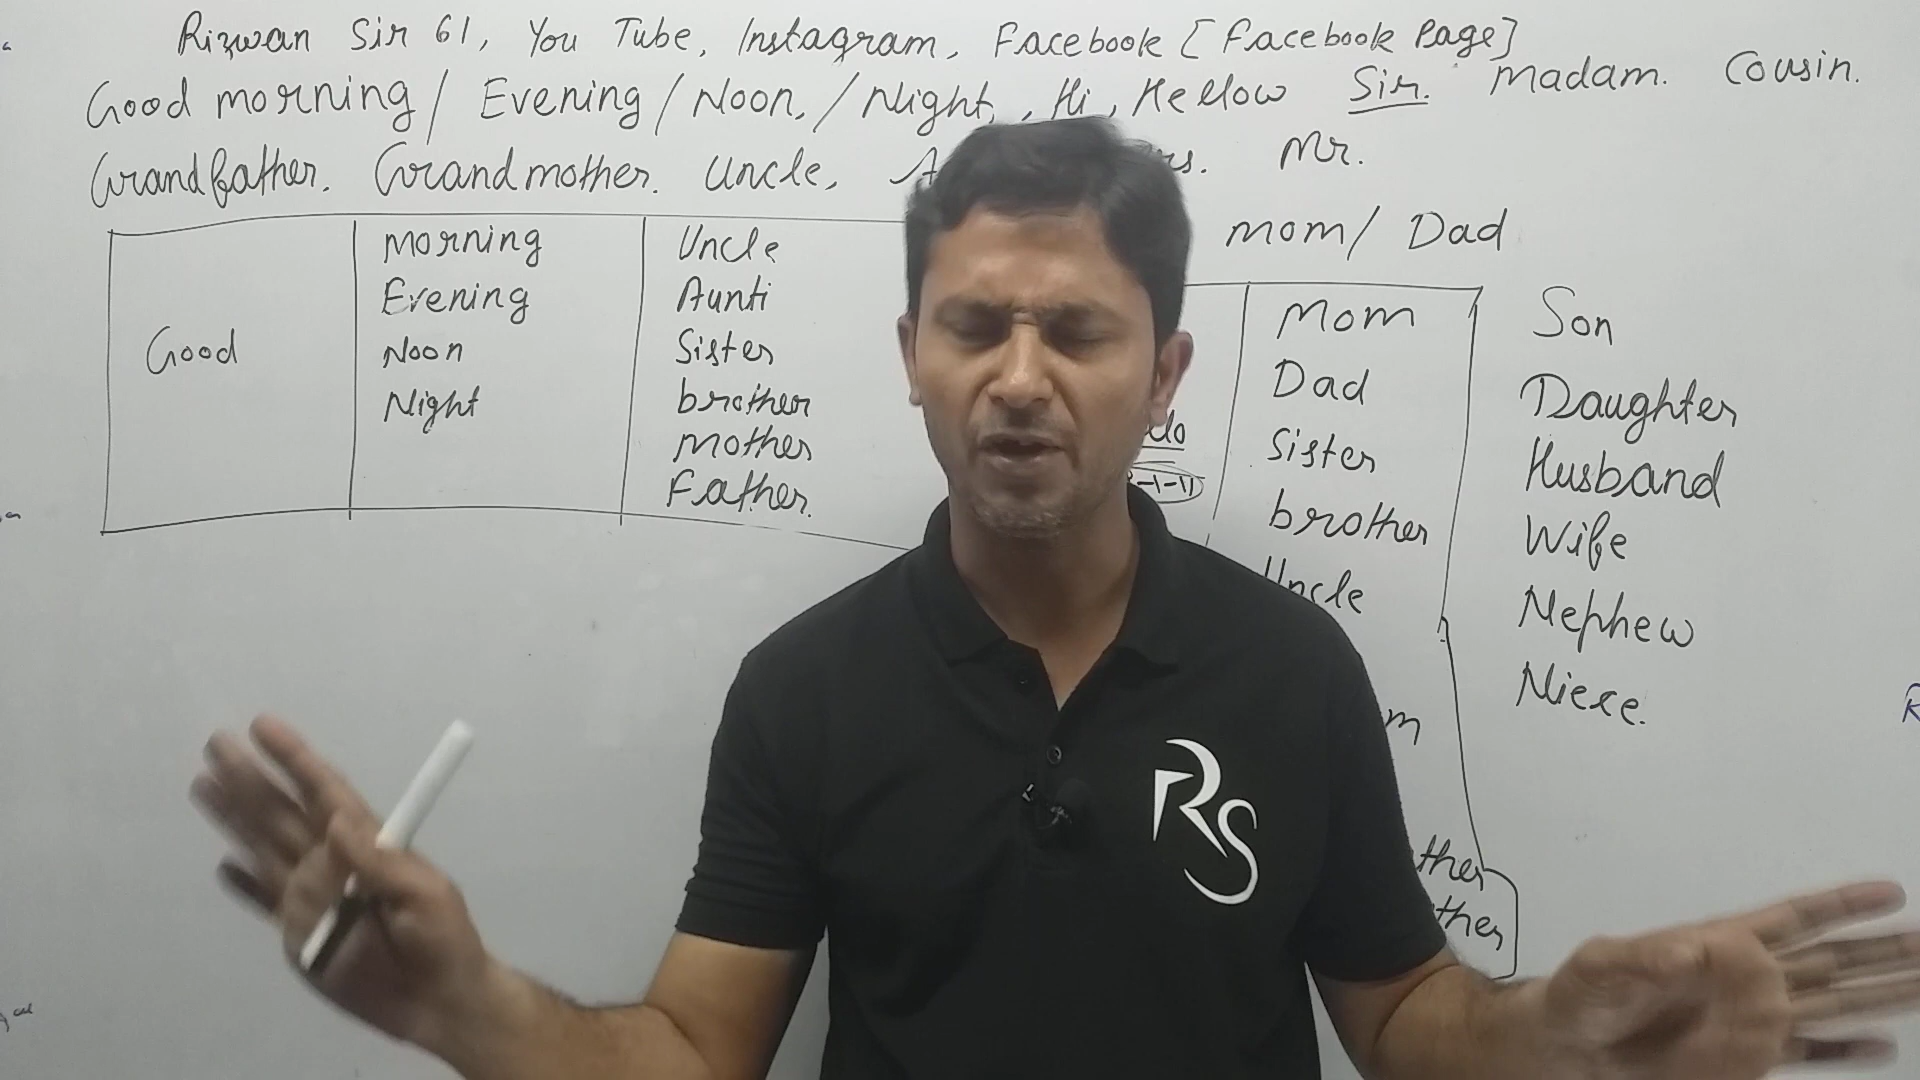 Rizwan Sir 61, You Tube, Instagram, Facebook [Facebook Page]
Good morning / Evening / Noon, / Night, , Hi, Hellow Sir. Madam. Cousin.
Grandfather. Grandmother. Uncle, Mr.
mom / Dad
Good
Morning
Evening
Noon
Night
Uncle
Aunti
Sister
brother
Mother
Father.
Mom
Dad
Sister
brother
Uncle
Son
Daughter
Husband
Wife
Nephew
Niece.
RS